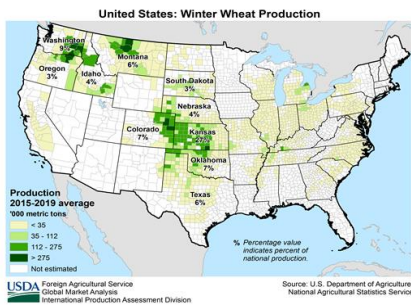 United States: Winter Wheat Production
Washington
9%
Montana
6%
Oregon
3%
Idaho
4%
South Dakota
3%
Nebraska
4%
Colorado
7%
Kansas
Oklahoma
7%
Texas
6%
Production
2015-2019 average
'000 metric tons
< 35
35 - 112
112 - 275
> 275
Not estimated
% Percentage value
indicates percent of
national production.
USDA Foreign Agricultural Service
Global Market Analysis
International Production Assessment Division
Source: U.S. Department of Agriculture
National Agricultural Statistics Service